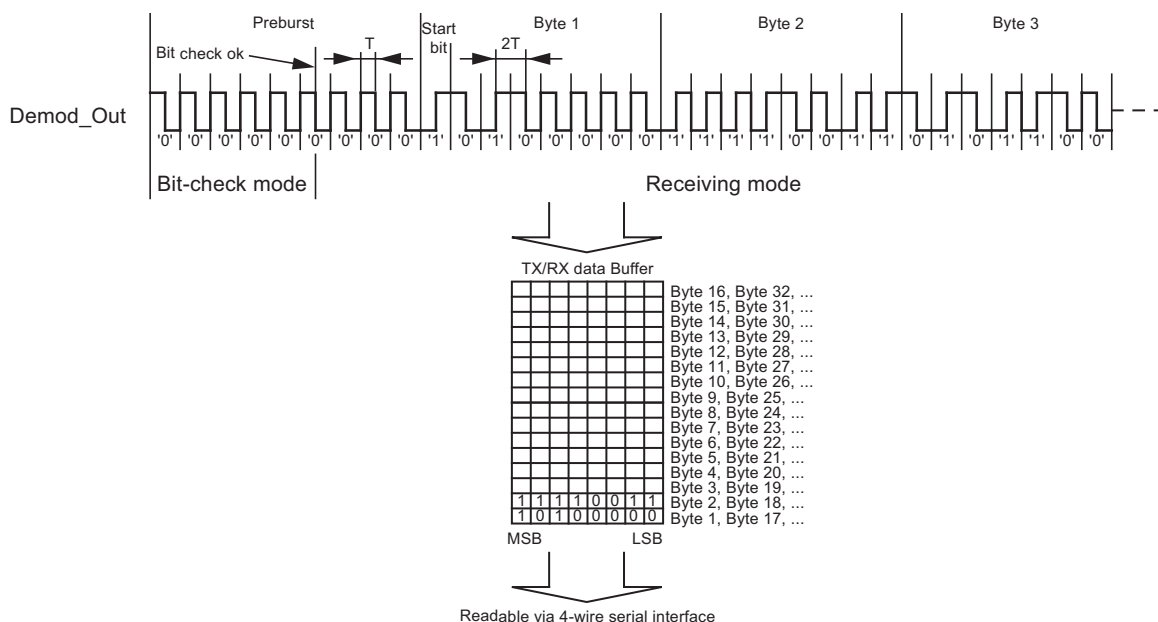 Preburst
Start bit
Byte 1
Byte 2
Byte 3
Bit check ok
T
2T
Demod_Out
'0' '0' '0' '0' '0' '0' '0' '0' '0' '1' '0' '1' '0' '0' '0' '0' '0' '1' '1' '1' '1' '0' '0' '1' '1' '0' '1' '0' '1' '1' '0' '0'
Bit-check mode
Receiving mode
TX/RX data Buffer
Byte 16, Byte 32, ...
Byte 15, Byte 31, ...
Byte 14, Byte 30, ...
Byte 13, Byte 29, ...
Byte 12, Byte 28, ...
Byte 11, Byte 27, ...
Byte 10, Byte 26, ...
Byte 9, Byte 25, ...
Byte 8, Byte 24, ...
Byte 7, Byte 23, ...
Byte 6, Byte 22, ...
Byte 5, Byte 21, ...
Byte 4, Byte 20, ...
Byte 3, Byte 19, ...
1 1 1 1 0 0 1 1 Byte 2, Byte 18, ...
1 0 1 0 0 0 0 0 Byte 1, Byte 17, ...
MSB LSB
Readable via 4-wire serial interface